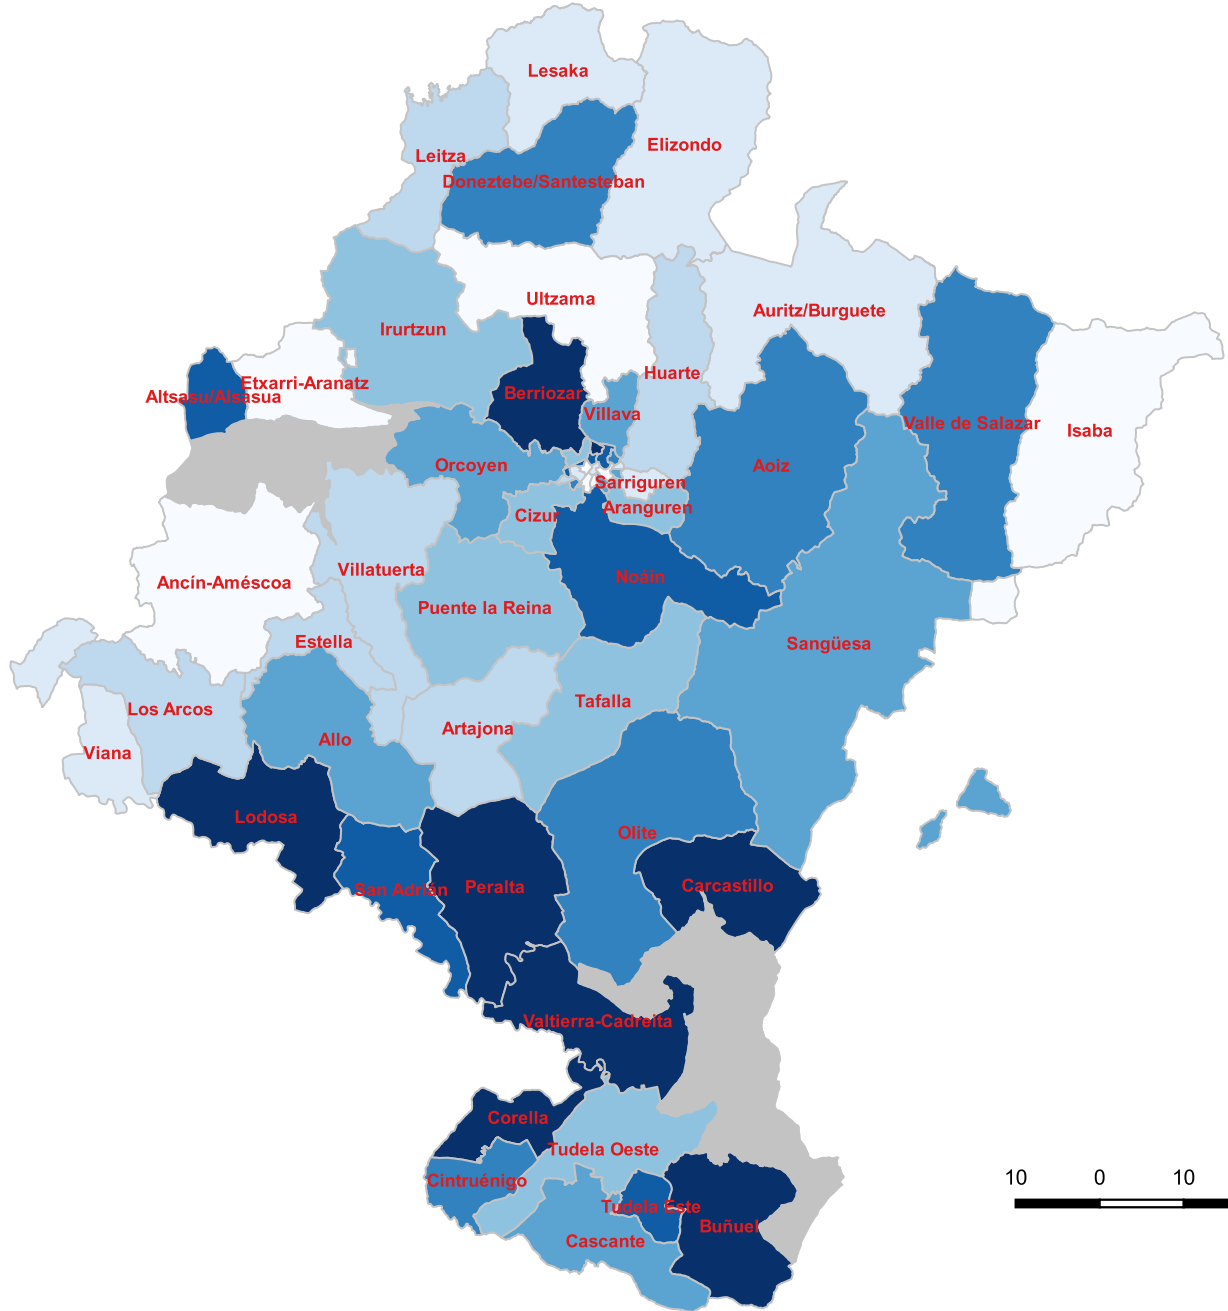 Lesaka
Elizondo
Leitza
Doneztebe/Santesteban
Ultzama
Auritz/Burguete
Irurtzun
Huarte
Etxarri-Aranatz
Altsasu/Alsasua
Berriozar
Villava
Valle de Salazar
Isaba
Orcoyen
Aoiz
Sarriguren
Aranguren
Cizur
Villatuerta
Noáin
Ancín-Améscoa
Puente la Reina
Estella
Sangüesa
Tafalla
Los Arcos
Artajona
Allo
Viana
Lodosa
Olite
San Adrián
Peralta
Carcastillo
Valtierra-Cadreita
Corella
Tudela Oeste
Cintruénigo
Tudela Este
Buñuel
Cascante
10 0 10